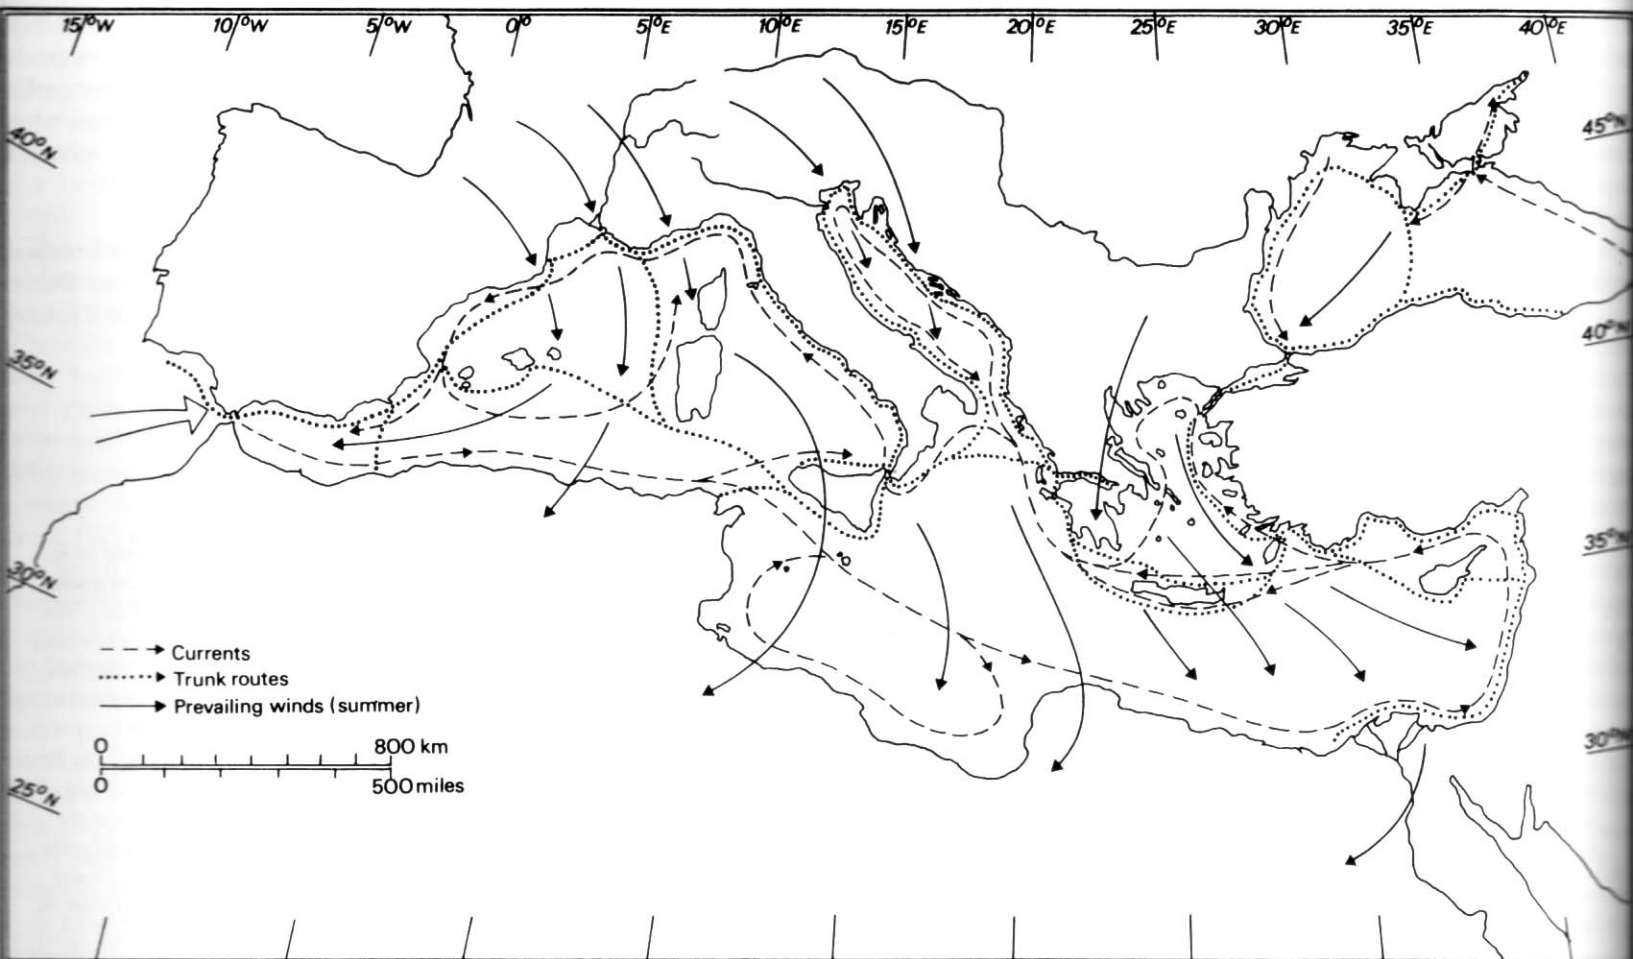 15°W 10°W 5°W 0° 5°E 10°E 15°E 20°E 25°E 30°E 35°E 40°E
40°N
45°N
35°N
40°N
30°N
35°N
25°N
30°N
Currents
Trunk routes
Prevailing winds (summer)
0 800 km
0 500 miles